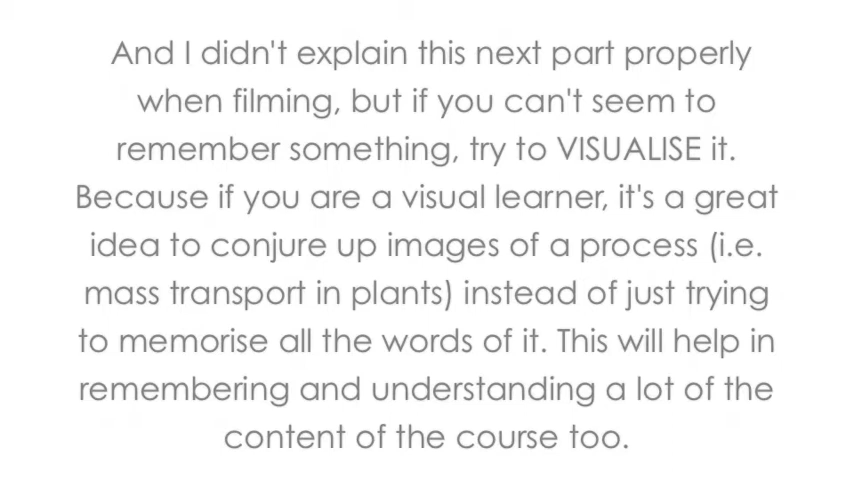 And I didn't explain this next part properly
when filming, but if you can't seem to
remember something, try to VISUALISE it.
Because if you are a visual learner, it's a great
idea to conjure up images of a process (i.e.
mass transport in plants) instead of just trying
to memorise all the words of it. This will help in
remembering and understanding a lot of the
content of the course too.